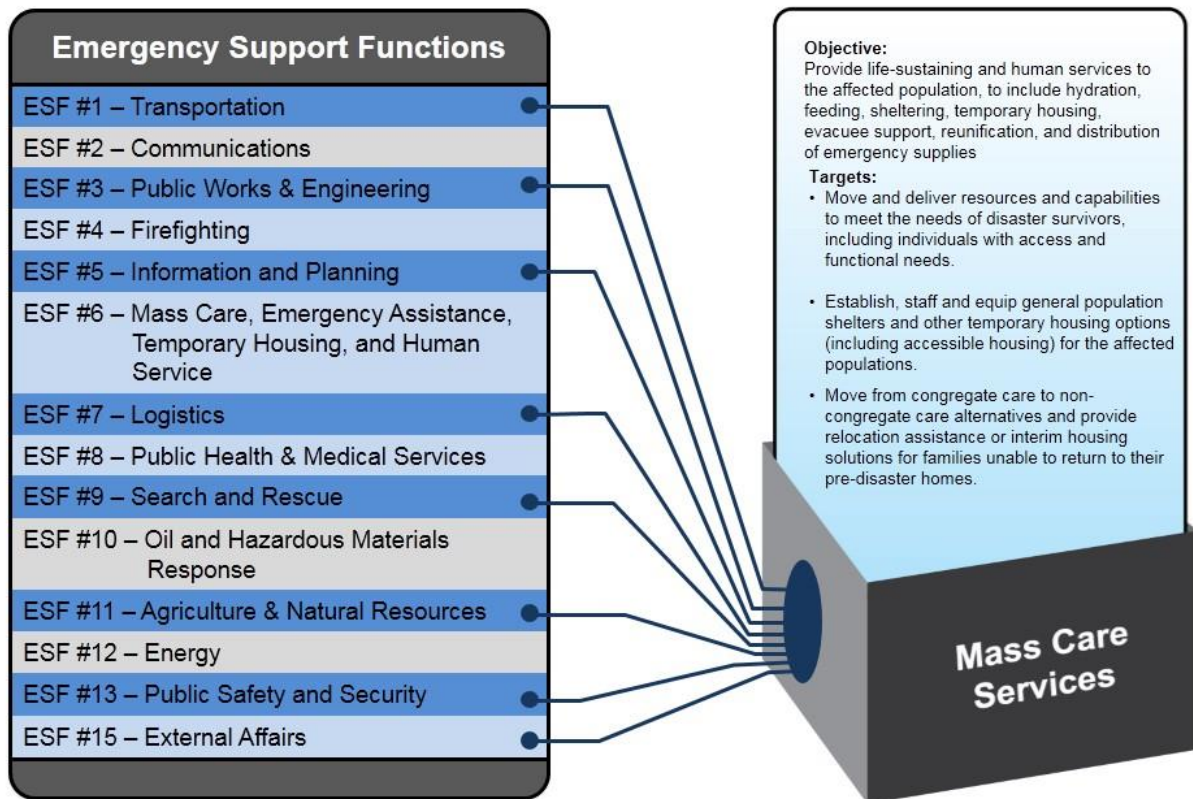 Emergency Support Functions
ESF #1 – Transportation
ESF #2 – Communications
ESF #3 – Public Works & Engineering
ESF #4 – Firefighting
ESF #5 – Information and Planning
ESF #6 – Mass Care, Emergency Assistance,
Temporary Housing, and Human
Service
ESF #7 – Logistics
ESF #8 – Public Health & Medical Services
ESF #9 – Search and Rescue
ESF #10 – Oil and Hazardous Materials
Response
ESF #11 – Agriculture & Natural Resources
ESF #12 – Energy
ESF #13 – Public Safety and Security
ESF #15 – External Affairs
Objective:
Provide life-sustaining and human services to
the affected population, to include hydration,
feeding, sheltering, temporary housing,
evacuee support, reunification, and distribution
of emergency supplies
Targets:
• Move and deliver resources and capabilities
to meet the needs of disaster survivors,
including individuals with access and
functional needs.
• Establish, staff and equip general population
shelters and other temporary housing options
(including accessible housing) for the affected
populations.
• Move from congregate care to non-
congregate care alternatives and provide
relocation assistance or interim housing
solutions for families unable to return to their
pre-disaster homes.
Mass Care
Services